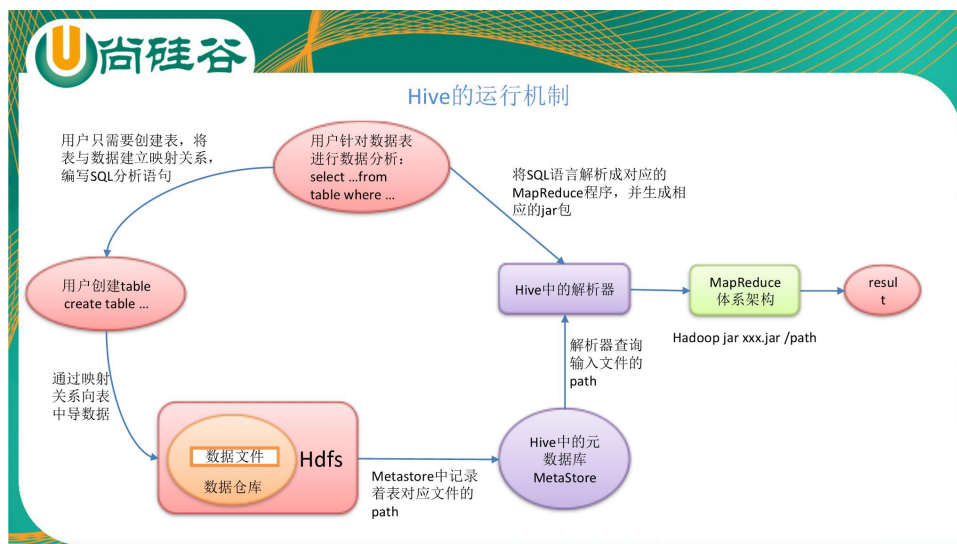 尚硅谷
Hive的运行机制
用户只需要创建表，将
表与数据建立映射关系，
编写SQL分析语句
用户针对数据表
进行数据分析：
select …from
table where …
将SQL语言解析成对应的
MapReduce程序，并生成相
应的jar包
用户创建table
create table …
Hive中的解析器
MapReduce
体系架构
resul
t
Hadoop jar xxx.jar /path
解析器查询
输入文件的
path
通过映射
关系向表
中导数据
数据文件
数据仓库
Hdfs
Metastore中记录
着表对应文件的
path
Hive中的元
数据库
MetaStore